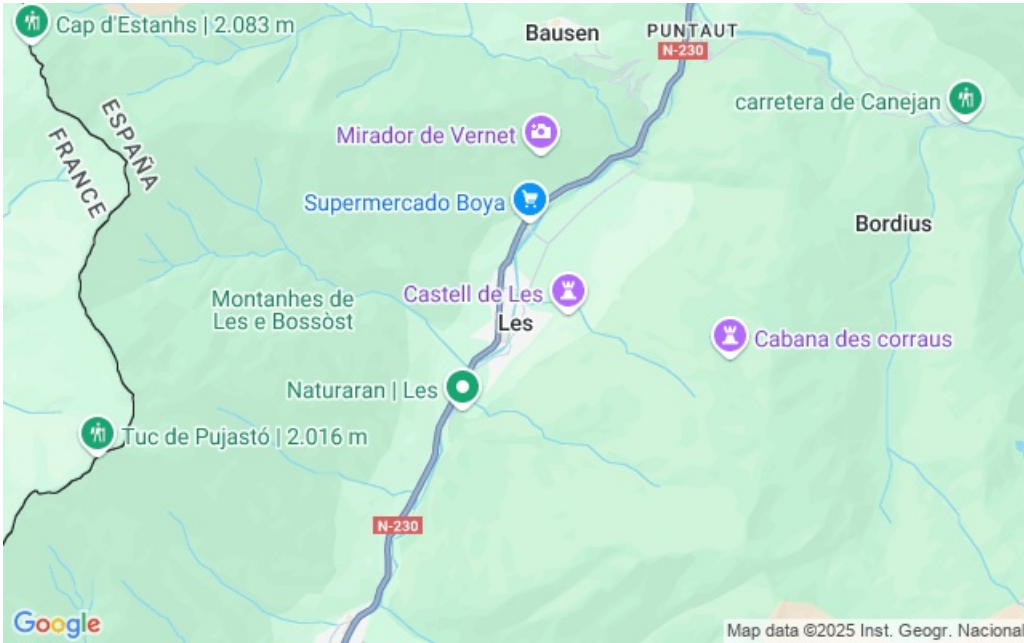 Cap d'Estanhs | 2.083 m
Bausen
PUNTAUT
N-230
carretera de Canejan
ESPAÑA
FRANCE
Mirador de Vernet
Supermercado Boya
Bordius
Castell de Les
Montanhes de
Les e Bossòst
Les
Cabana des corraus
Naturaran | Les
Tuc de Pujastó | 2.016 m
N-230
Google
Map data ©2025 Inst. Geogr. Nacional